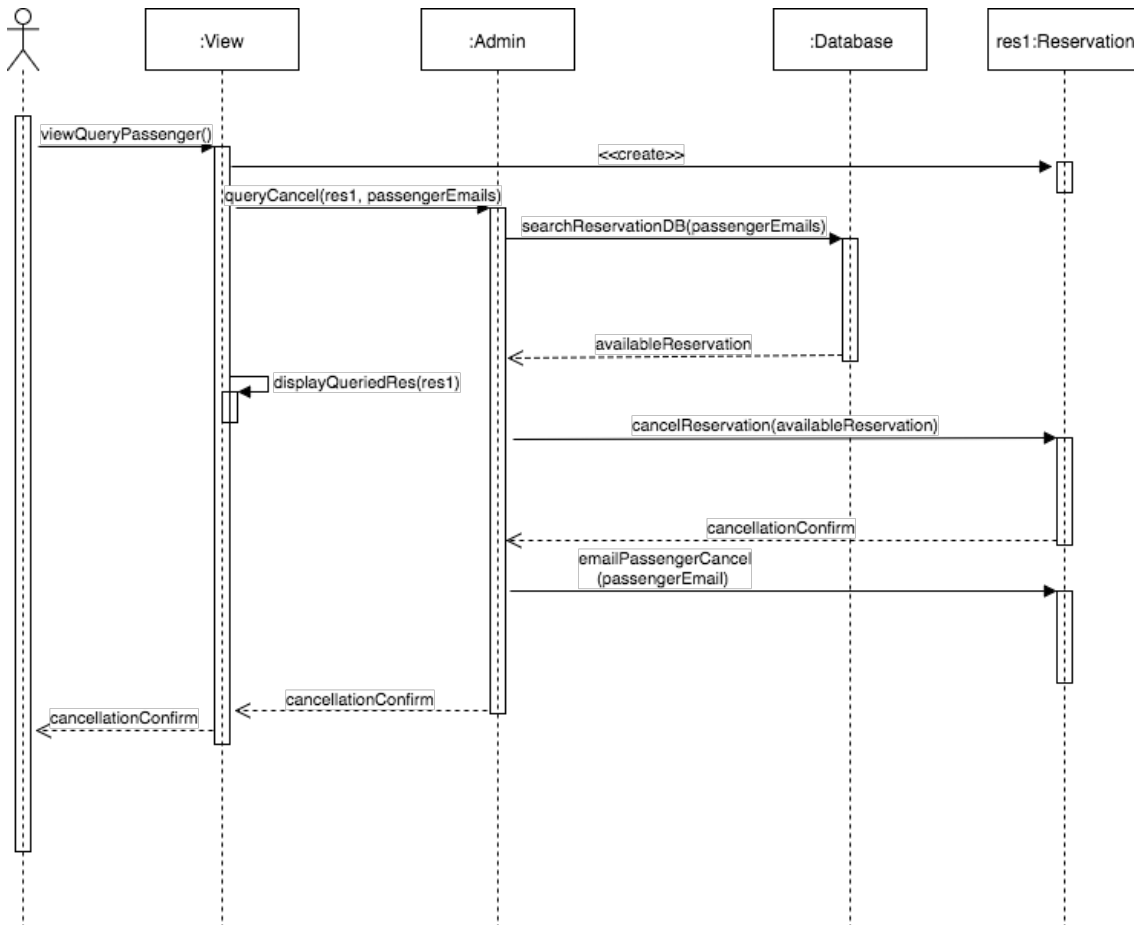 :View
:Admin
:Database
res1:Reservation
viewQueryPassenger()
<<create>>
queryCancel(res1, passengerEmails)
searchReservationDB(passengerEmails)
availableReservation
displayQueriedRes(res1)
cancelReservation(availableReservation)
cancellationConfirm
emailPassengerCancel
(passengerEmail)
cancellationConfirm
cancellationConfirm